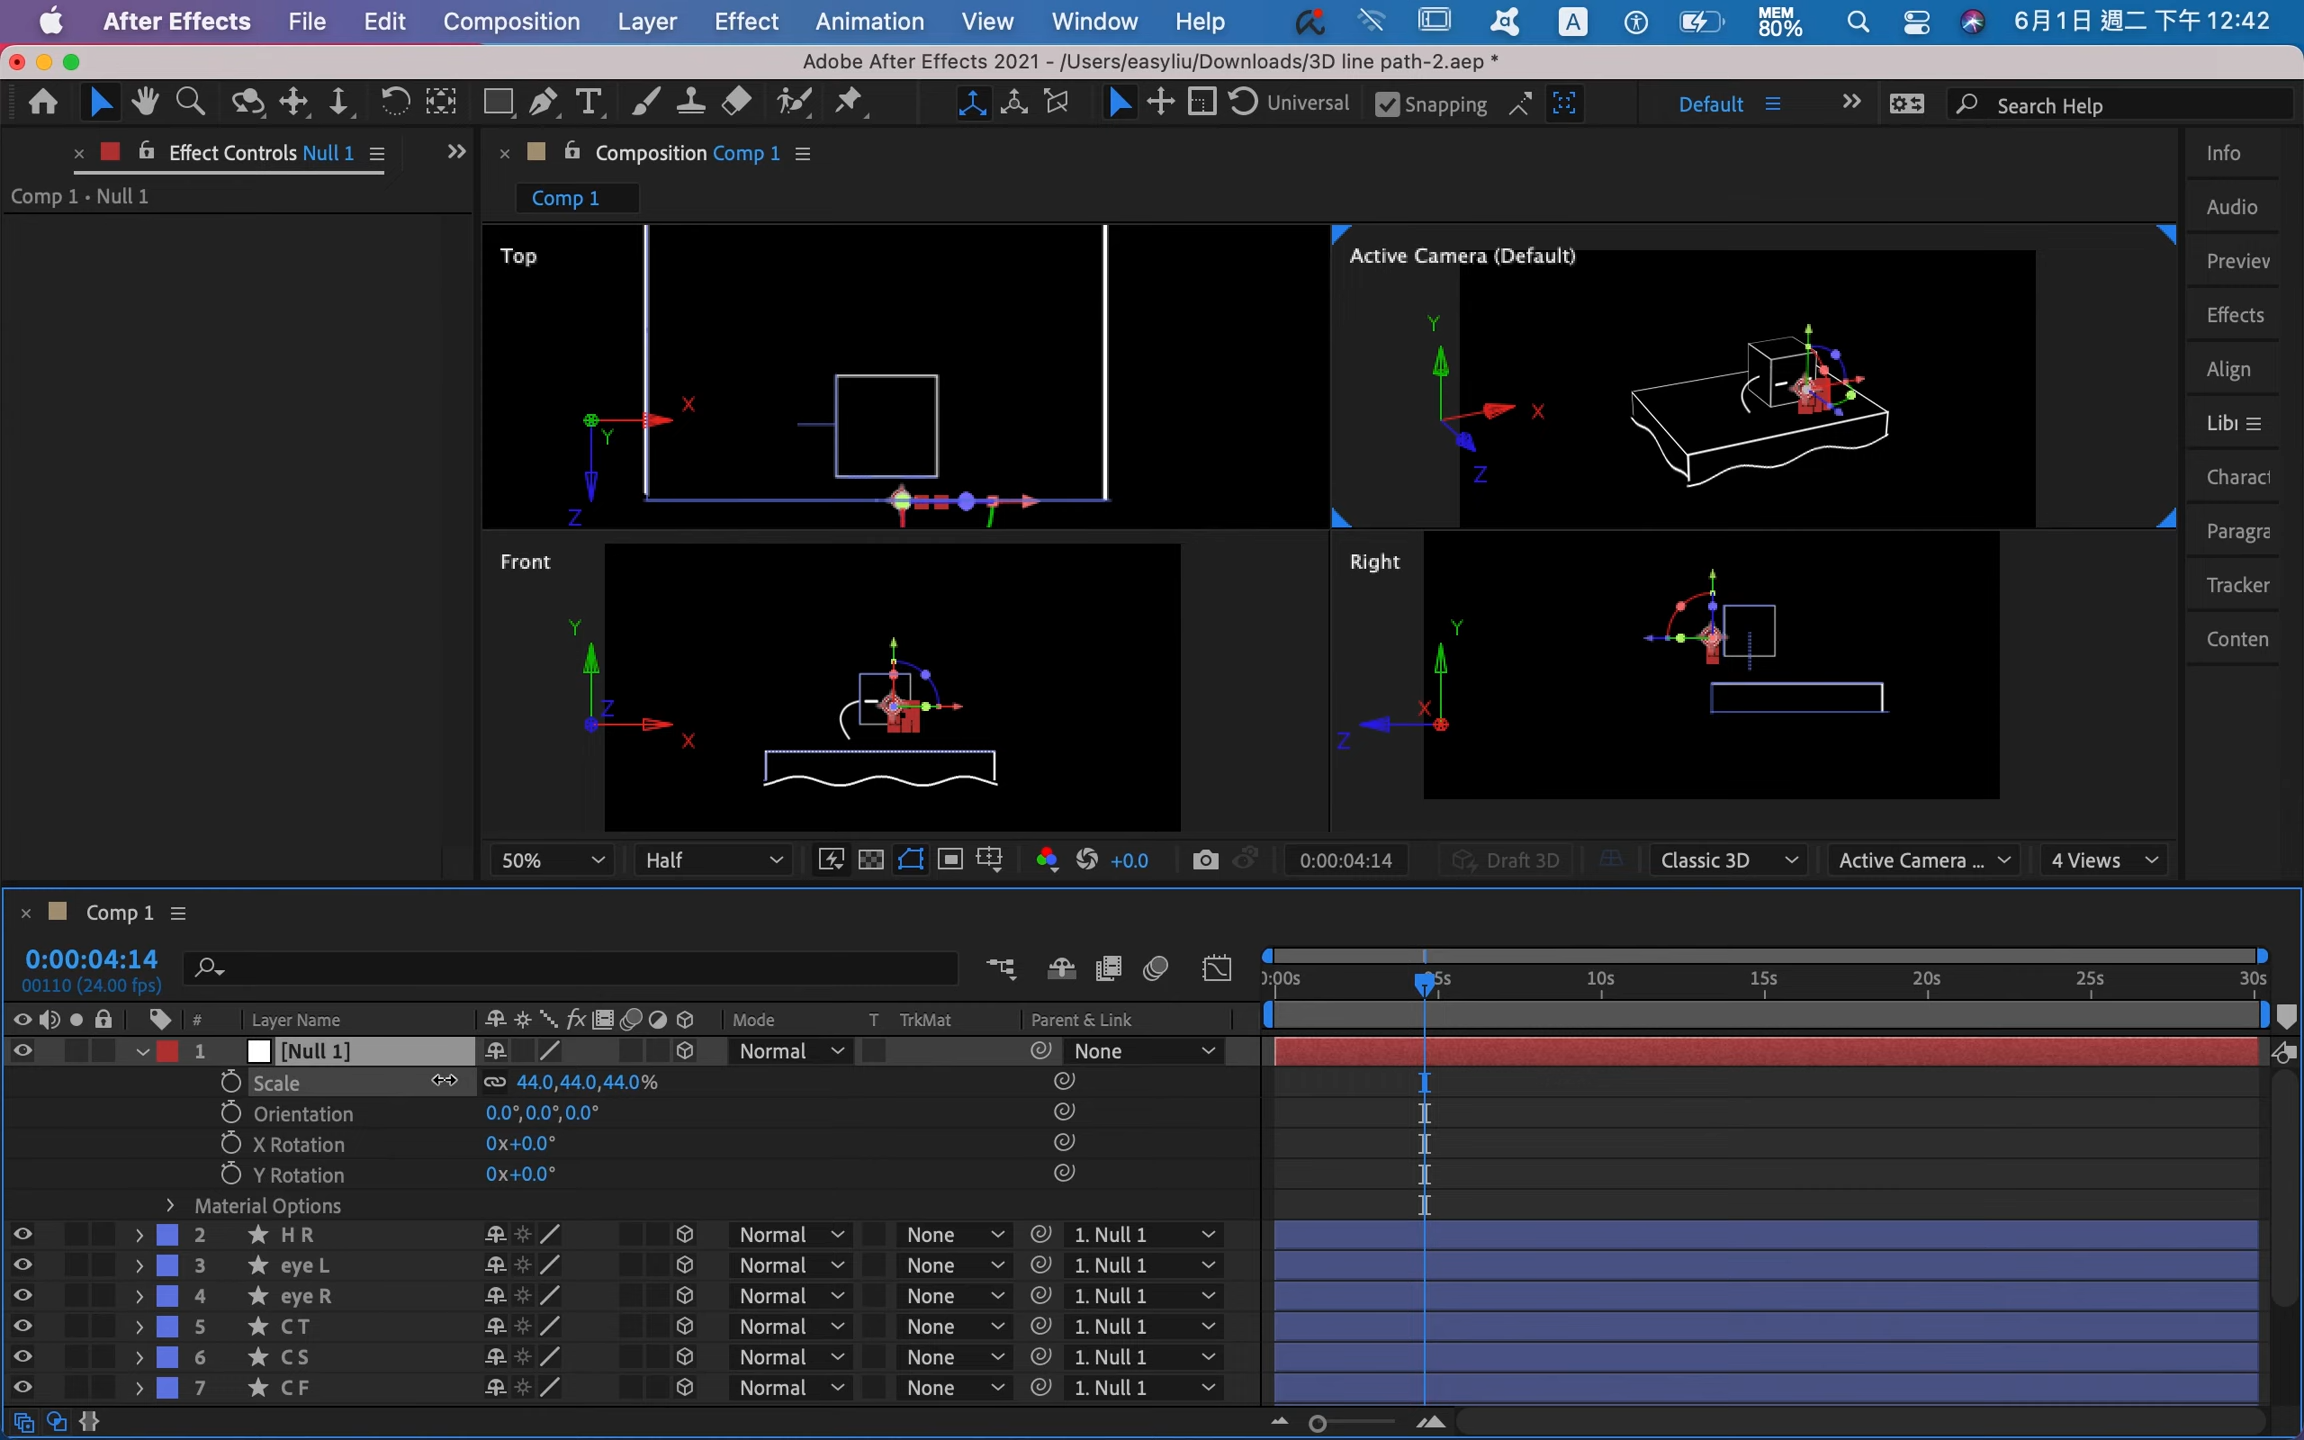 After Effects File Edit Composition Layer Effect Animation View Window Help A MEM 80% 6月1日 週二 下午 12:42
Adobe After Effects 2021 - /Users/easyliu/Downloads/3D line path-2.aep *
T Universal Snapping Default Search Help
Effect Controls Null 1
Composition Comp 1
Comp 1 • Null 1
Comp 1
Top
X
Y
Z
Active Camera (Default)
Y
X
Z
Front
Y
Z
X
Right
Y
X
Z
Info
Audio
Preview
Effects
Align
Libr
Charact
Paragra
Tracker
Conten
50% Half +0.0 0:00:04:14 Draft 3D Classic 3D Active Camera ... 4 Views
Comp 1
0:00:04:14
00110 (24.00 fps)
):00s 5s 10s 15s 20s 25s 30s
# Layer Name fx Mode T TrkMat Parent & Link
1 [Null 1] Normal None
Scale 44.0,44.0,44.0%
Orientation 0.0°,0.0°,0.0°
X Rotation 0x+0.0°
Y Rotation 0x+0.0°
Material Options
2 H R Normal None 1. Null 1
3 eye L Normal None 1. Null 1
4 eye R Normal None 1. Null 1
5 C T Normal None 1. Null 1
6 C S Normal None 1. Null 1
7 C F Normal None 1. Null 1